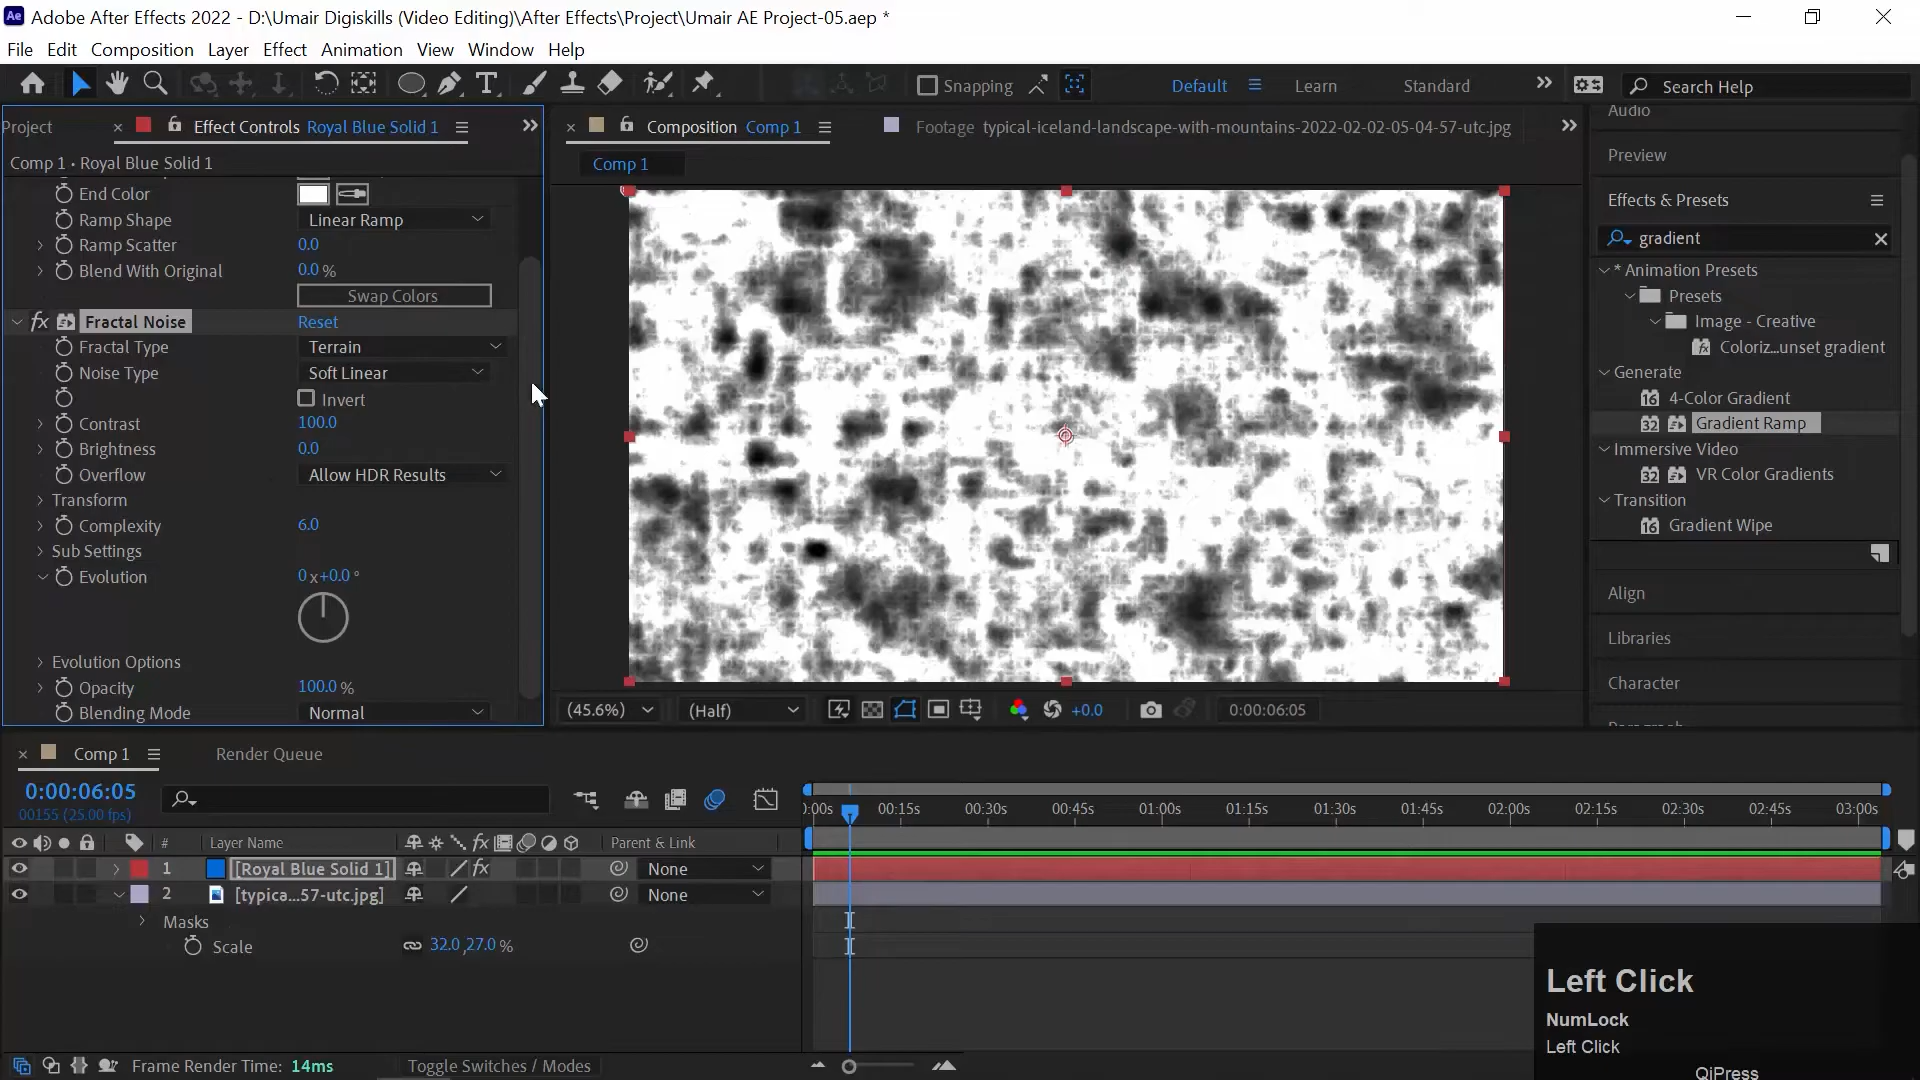 Adobe After Effects 2022 - D:\Umair Digiskills (Video Editing)\After Effects\Project\Umair AE Project-05.aep *
File Edit Composition Layer Effect Animation View Window Help
Snapping Default Learn Standard Search Help
Project Effect Controls Royal Blue Solid 1
Comp 1 • Royal Blue Solid 1
End Color
Ramp Shape Linear Ramp
Ramp Scatter 0.0
Blend With Original 0.0 %
Swap Colors
fx Fractal Noise Reset
Fractal Type Terrain
Noise Type Soft Linear
Invert
Contrast 100.0
Brightness 0.0
Overflow Allow HDR Results
Transform
Complexity 6.0
Sub Settings
Evolution 0 x+0.0 °
Evolution Options
Opacity 100.0 %
Blending Mode Normal
Composition Comp 1 Footage typical-iceland-landscape-with-mountains-2022-02-02-05-04-57-utc.jpg
Comp 1
(45.6%) (Half) +0.0 0:00:06:05
Audio
Preview
Effects & Presets
gradient
* Animation Presets
Presets
Image - Creative
Coloriz...unset gradient
Generate
16 4-Color Gradient
32 Gradient Ramp
Immersive Video
32 VR Color Gradients
Transition
16 Gradient Wipe
Align
Libraries
Character
Comp 1 Render Queue
0:00:06:05
00155 (25.00 fps)
# Layer Name fx Parent & Link
1 [Royal Blue Solid 1] fx None
2 [typica...57-utc.jpg] None
Masks
Scale 32.0,27.0 %
):00s 00:15s 00:30s 00:45s 01:00s 01:15s 01:30s 01:45s 02:00s 02:15s 02:30s 02:45s 03:00s
Left Click
NumLock
Left Click
QiPress
Frame Render Time: 14ms Toggle Switches / Modes